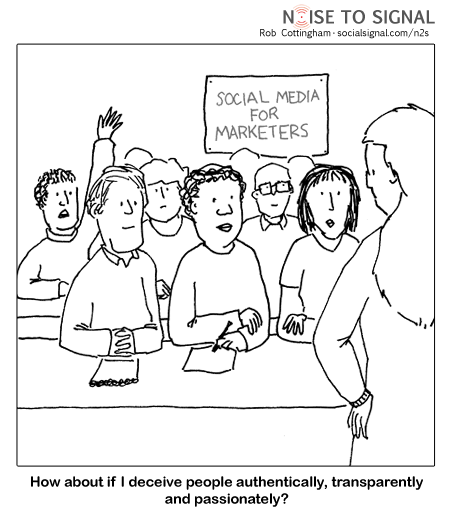 NOISE TO SIGNAL
Rob Cottingham · socialsignal.com/n2s
SOCIAL MEDIA
FOR
MARKETERS
How about if I deceive people authentically, transparently
and passionately?